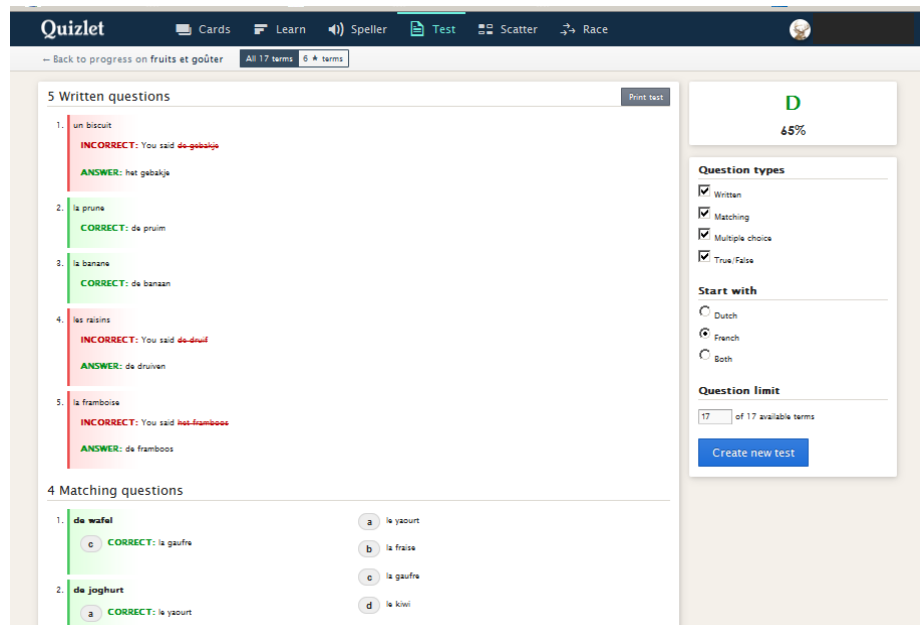 Quizlet Cards Learn Speller Test Scatter Race
← Back to progress on fruits et goûter All 17 terms 6 ★ terms
5 Written questions Print test
1. un biscuit
INCORRECT: You said de gebakje
ANSWER: het gebakje
2. la prune
CORRECT: de pruim
3. la banane
CORRECT: de banaan
4. les raisins
INCORRECT: You said de druif
ANSWER: de druiven
5. la framboise
INCORRECT: You said het framboos
ANSWER: de framboos
4 Matching questions
1. de wafel
c CORRECT: la gaufre
2. de joghurt
a CORRECT: le yaourt
a le yaourt
b la fraise
c la gaufre
d le kiwi
D
65%
Question types
Written
Matching
Multiple choice
True/False
Start with
Dutch
French
Both
Question limit
17 of 17 available terms
Create new test